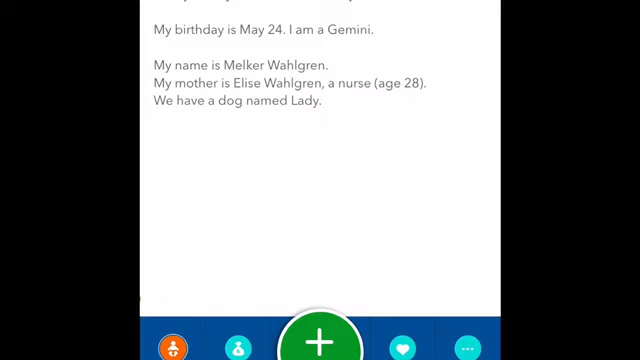 My birthday is May 24. I am a Gemini.
My name is Melker Wahlgren.
My mother is Elise Wahlgren, a nurse (age 28).
We have a dog named Lady.